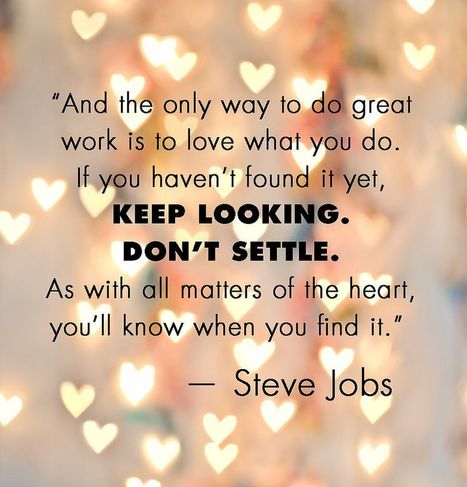 “And the only way to do great
work is to love what you do.
If you haven’t found it yet,
KEEP LOOKING.
DON’T SETTLE.
As with all matters of the heart,
you’ll know when you find it.”
— Steve Jobs